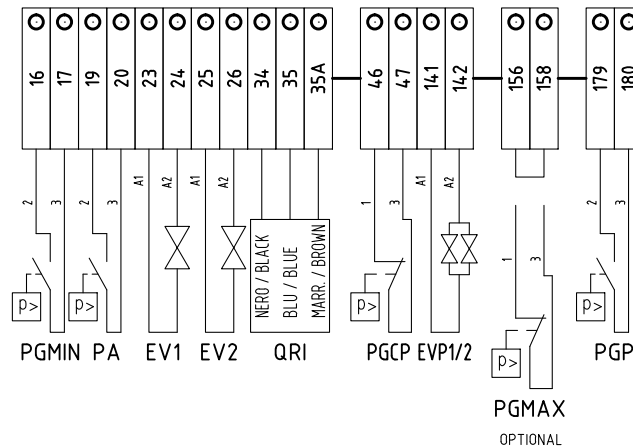 16 17 19 20 23 24 25 26 34 35 35A 46 47 141 142 156 158 179 180
2 3 2 3 A1 A2 A1 A2 1 3 A1 A2 2 3
1 3
NERO / BLACK
BLU / BLUE
MARR. / BROWN
P> P> P> P>
PGMIN PA EV1 EV2 QRI PGCP EVP1/2 PGP
P>
PGMAX
OPTIONAL